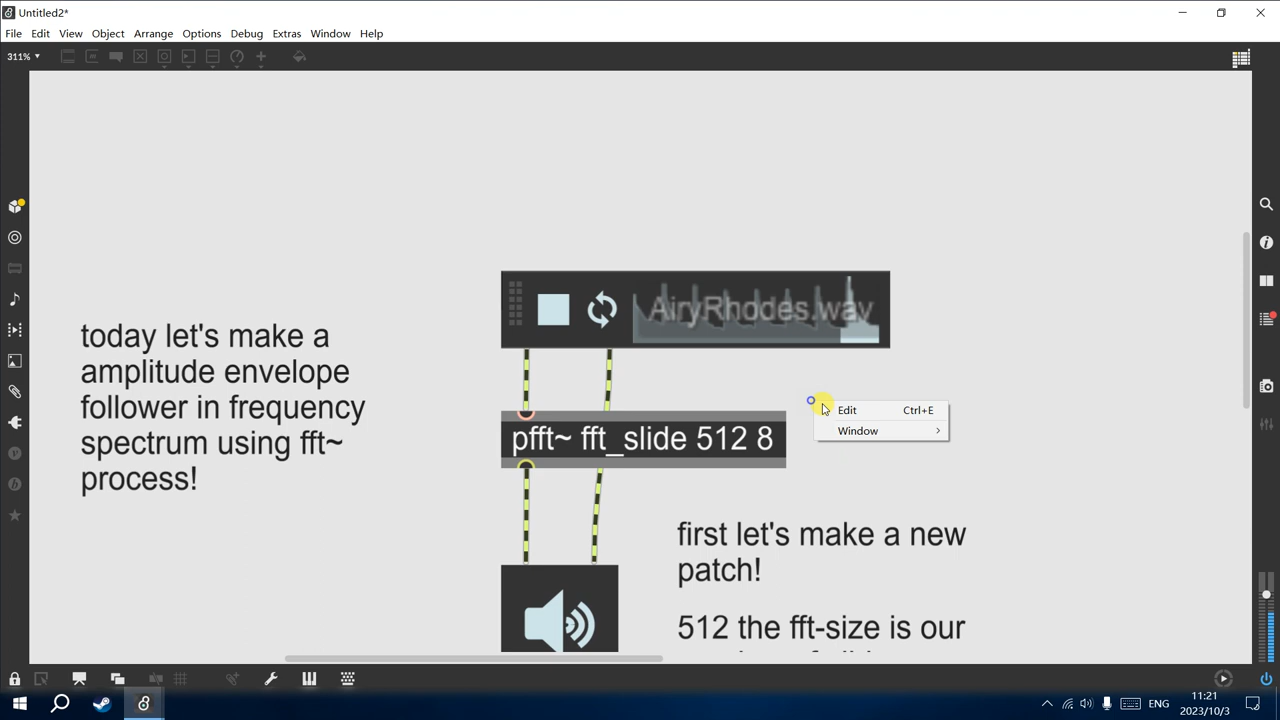 Untitled2*
File Edit View Object Arrange Options Debug Extras Window Help
311%
AiryRhodes.wav
today let's make a
amplitude envelope
follower in frequency
spectrum using fft~
process!
pfft~ fft_slide 512 8
Edit Ctrl+E
Window
first let's make a new
patch!
512 the fft-size is our
ENG
11:21
2023/10/3